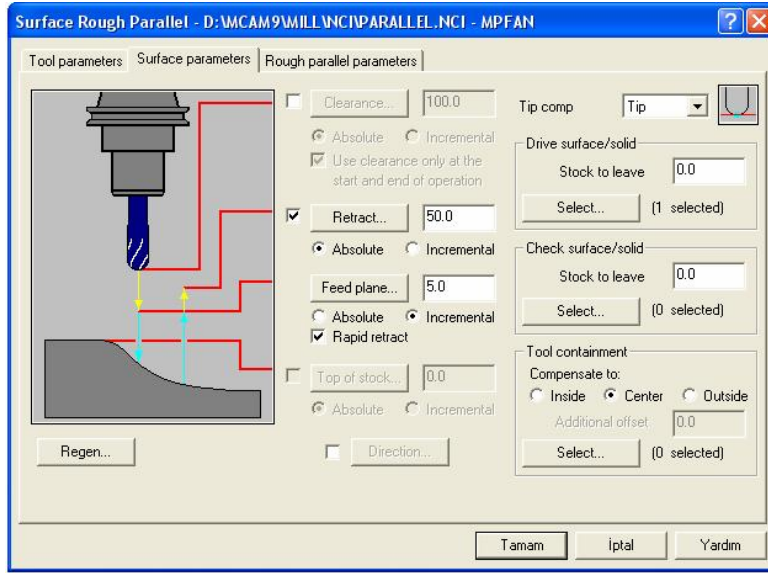 Surface Rough Parallel - D:\MCAM9\MILL\NCI\PARALLEL.NCI - MPFAN
Tool parameters Surface parameters Rough parallel parameters
Clearance... 100.0
Absolute Incremental
Use clearance only at the
start and end of operation
Retract... 50.0
Absolute Incremental
Feed plane... 5.0
Absolute Incremental
Rapid retract
Top of stock... 0.0
Absolute Incremental
Regen...
Direction...
Tip comp Tip
Drive surface/solid
Stock to leave 0.0
Select... (1 selected)
Check surface/solid
Stock to leave 0.0
Select... (0 selected)
Tool containment
Compensate to:
Inside Center Outside
Additional offset 0.0
Select... (0 selected)
Tamam İptal Yardım